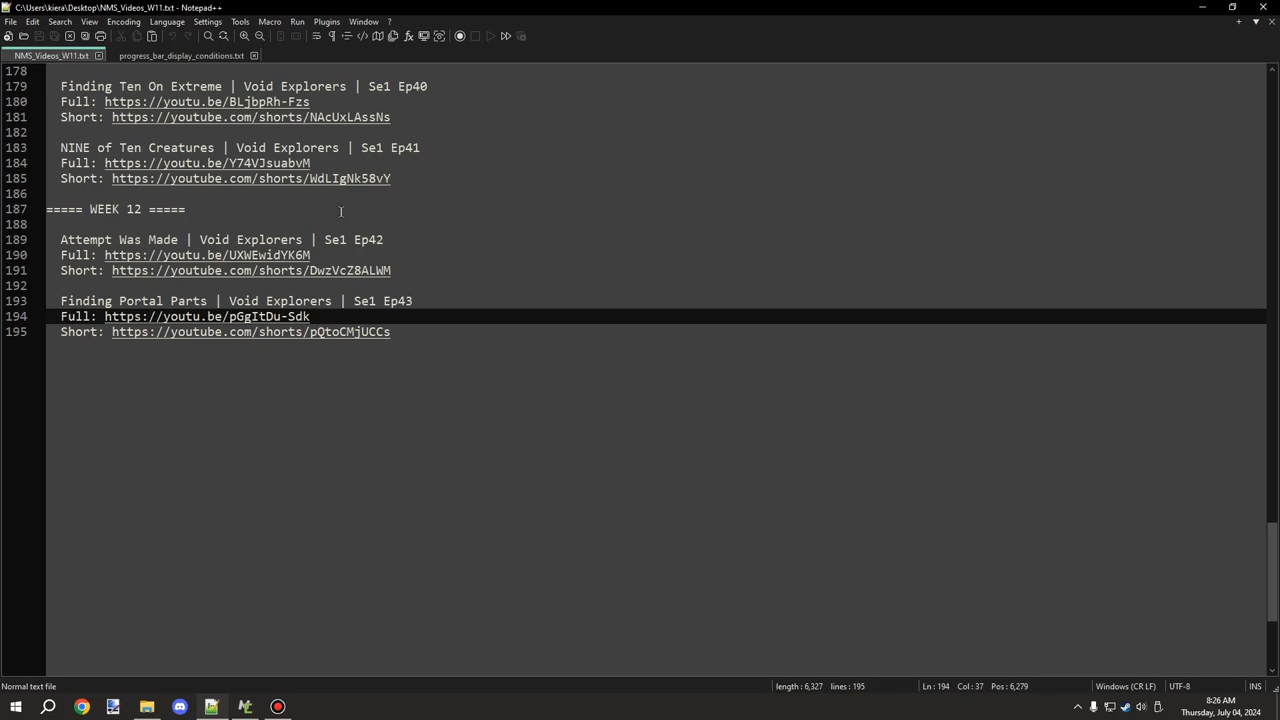 C:\Users\kiera\Desktop\NMS_Videos_W11.txt - Notepad++
File Edit Search View Encoding Language Settings Tools Macro Run Plugins Window ?
NMS_Videos_W11.txt progress_bar_display_conditions.txt
178
179 Finding Ten On Extreme | Void Explorers | Se1 Ep40
180 Full: https://youtu.be/BLjbpRh-Fzs
181 Short: https://youtube.com/shorts/NAcUxLAssNs
182
183 NINE of Ten Creatures | Void Explorers | Se1 Ep41
184 Full: https://youtu.be/Y74VJsuabvM
185 Short: https://youtube.com/shorts/WdLIgNk58vY
186
187 ===== WEEK 12 =====
188
189 Attempt Was Made | Void Explorers | Se1 Ep42
190 Full: https://youtu.be/UXWEwidYK6M
191 Short: https://youtube.com/shorts/DwzVcZ8ALWM
192
193 Finding Portal Parts | Void Explorers | Se1 Ep43
194 Full: https://youtu.be/pGgItDu-Sdk
195 Short: https://youtube.com/shorts/pQtoCMjUCCs
Normal text file length : 6,327 lines : 195 Ln : 194 Col : 37 Pos : 6,279 Windows (CR LF) UTF-8 INS
8:26 AM
Thursday, July 04, 2024